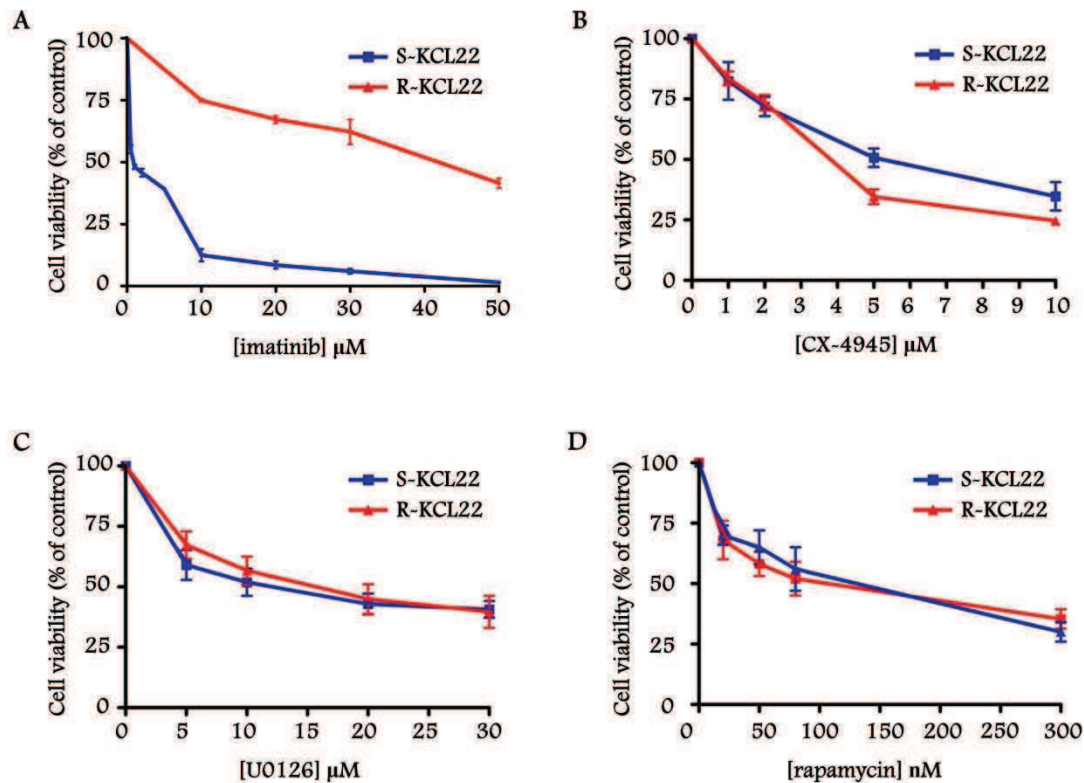 A
Cell viability (% of control)
100
75
50
25
0
S-KCL22
R-KCL22
0 10 20 30 40 50
[imatinib] µM
B
Cell viability (% of control)
100
75
50
25
0
S-KCL22
R-KCL22
0 1 2 3 4 5 6 7 8 9 10
[CX-4945] µM
C
Cell viability (% of control)
100
75
50
25
0
S-KCL22
R-KCL22
0 5 10 15 20 25 30
[U0126] µM
D
Cell viability (% of control)
100
75
50
25
0
S-KCL22
R-KCL22
0 50 100 150 200 250 300
[rapamycin] nM